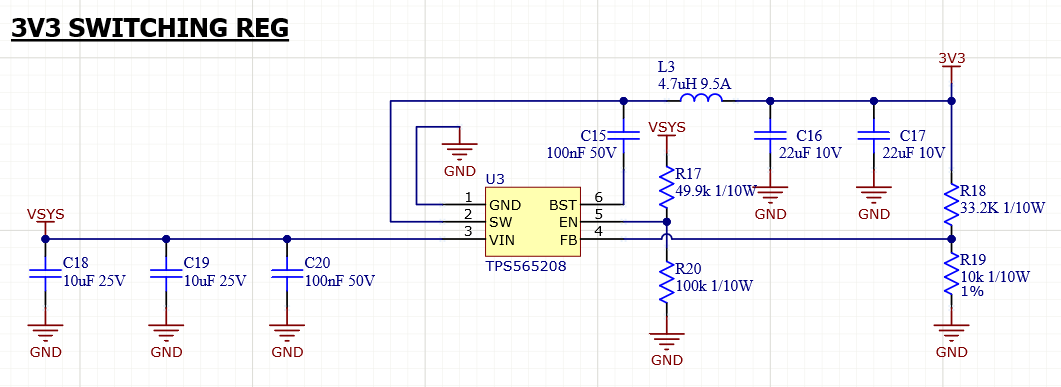 3V3 SWITCHING REG
3V3
L3
4.7uH 9.5A
C15
100nF 50V
VSYS
C16
22uF 10V
C17
22uF 10V
GND
R17
49.9k 1/10W
GND
GND
R18
33.2K 1/10W
U3
1
GND
BST
6
2
SW
EN
5
3
VIN
FB
4
TPS565208
VSYS
C18
10uF 25V
C19
10uF 25V
C20
100nF 50V
R20
100k 1/10W
R19
10k 1/10W
1%
GND
GND
GND
GND
GND